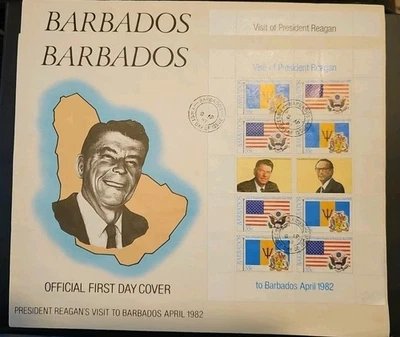 BARBADOS
BARBADOS
OFFICIAL FIRST DAY COVER
PRESIDENT REAGAN'S VISIT TO BARBADOS APRIL 1982
Visit of President Reagan
Visit of President Reagan
to Barbados April 1982